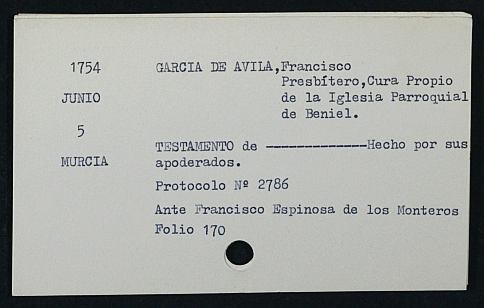 1754 GARCIA DE AVILA,Francisco
Presbítero,Cura Propio
JUNIO de la Iglesia Parroquial
de Beniel.
5
TESTAMENTO de -------------Hecho por sus
MURCIA apoderados.
Protocolo Nº 2786
Ante Francisco Espinosa de los Monteros
Folio 170